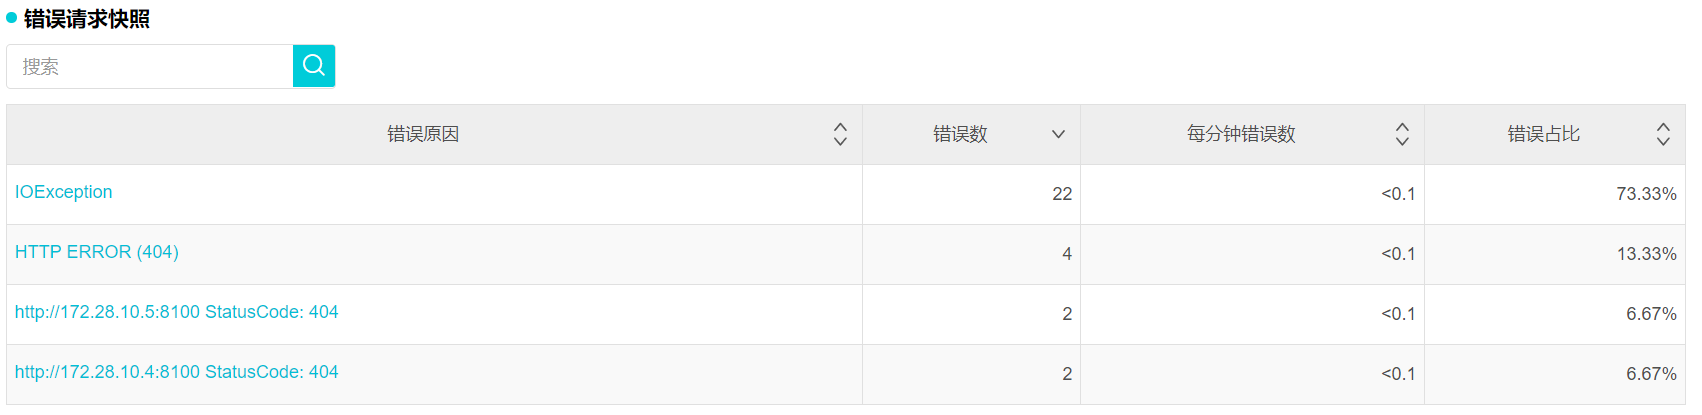 错误请求快照
搜索
错误原因 错误数 每分钟错误数 错误占比
IOException 22 <0.1 73.33%
HTTP ERROR (404) 4 <0.1 13.33%
http://172.28.10.5:8100 StatusCode: 404 2 <0.1 6.67%
http://172.28.10.4:8100 StatusCode: 404 2 <0.1 6.67%